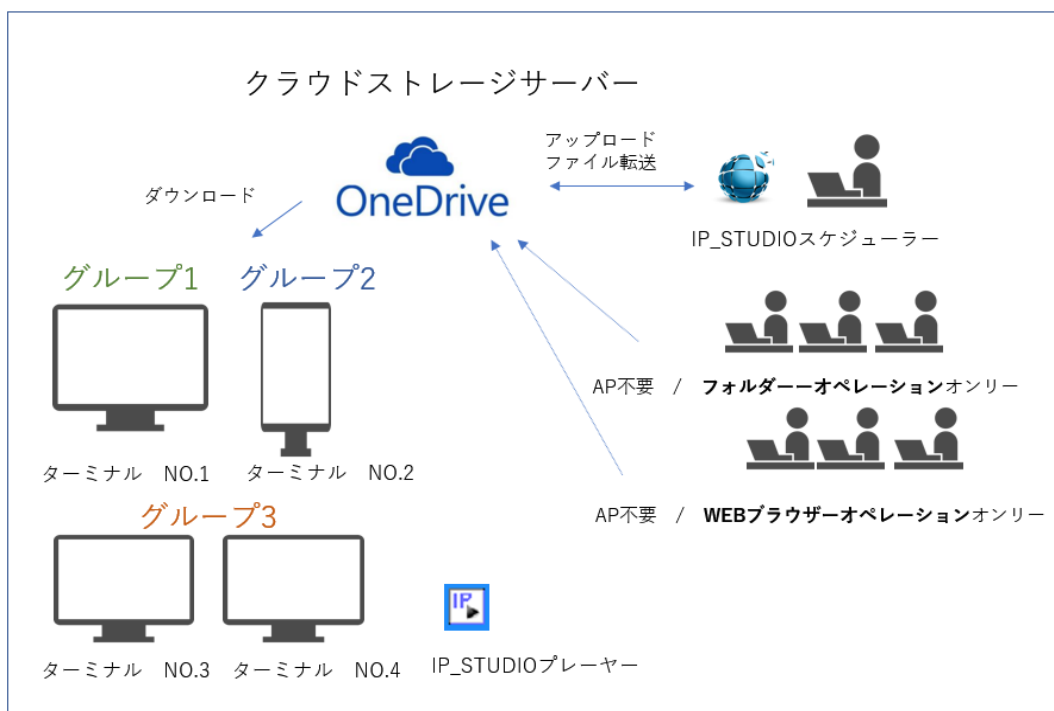 クラウドストレージサーバー
アップロード
ファイル転送
OneDrive
ダウンロード
IP_STUDIOスケジューラー
グループ1
グループ2
AP不要　/　フォルダーーオペレーションオンリー
ターミナル　NO.1
ターミナル　NO.2
AP不要　/　WEBブラウザーオペレーションオンリー
グループ3
IP
ターミナル　NO.3
ターミナル　NO.4
IP_STUDIOプレーヤー